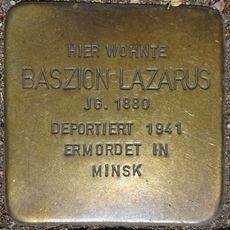 HIER WOHNTE
BASZION LAZARUS
JG. 1880
DEPORTIERT 1941
ERMORDET IN
MINSK